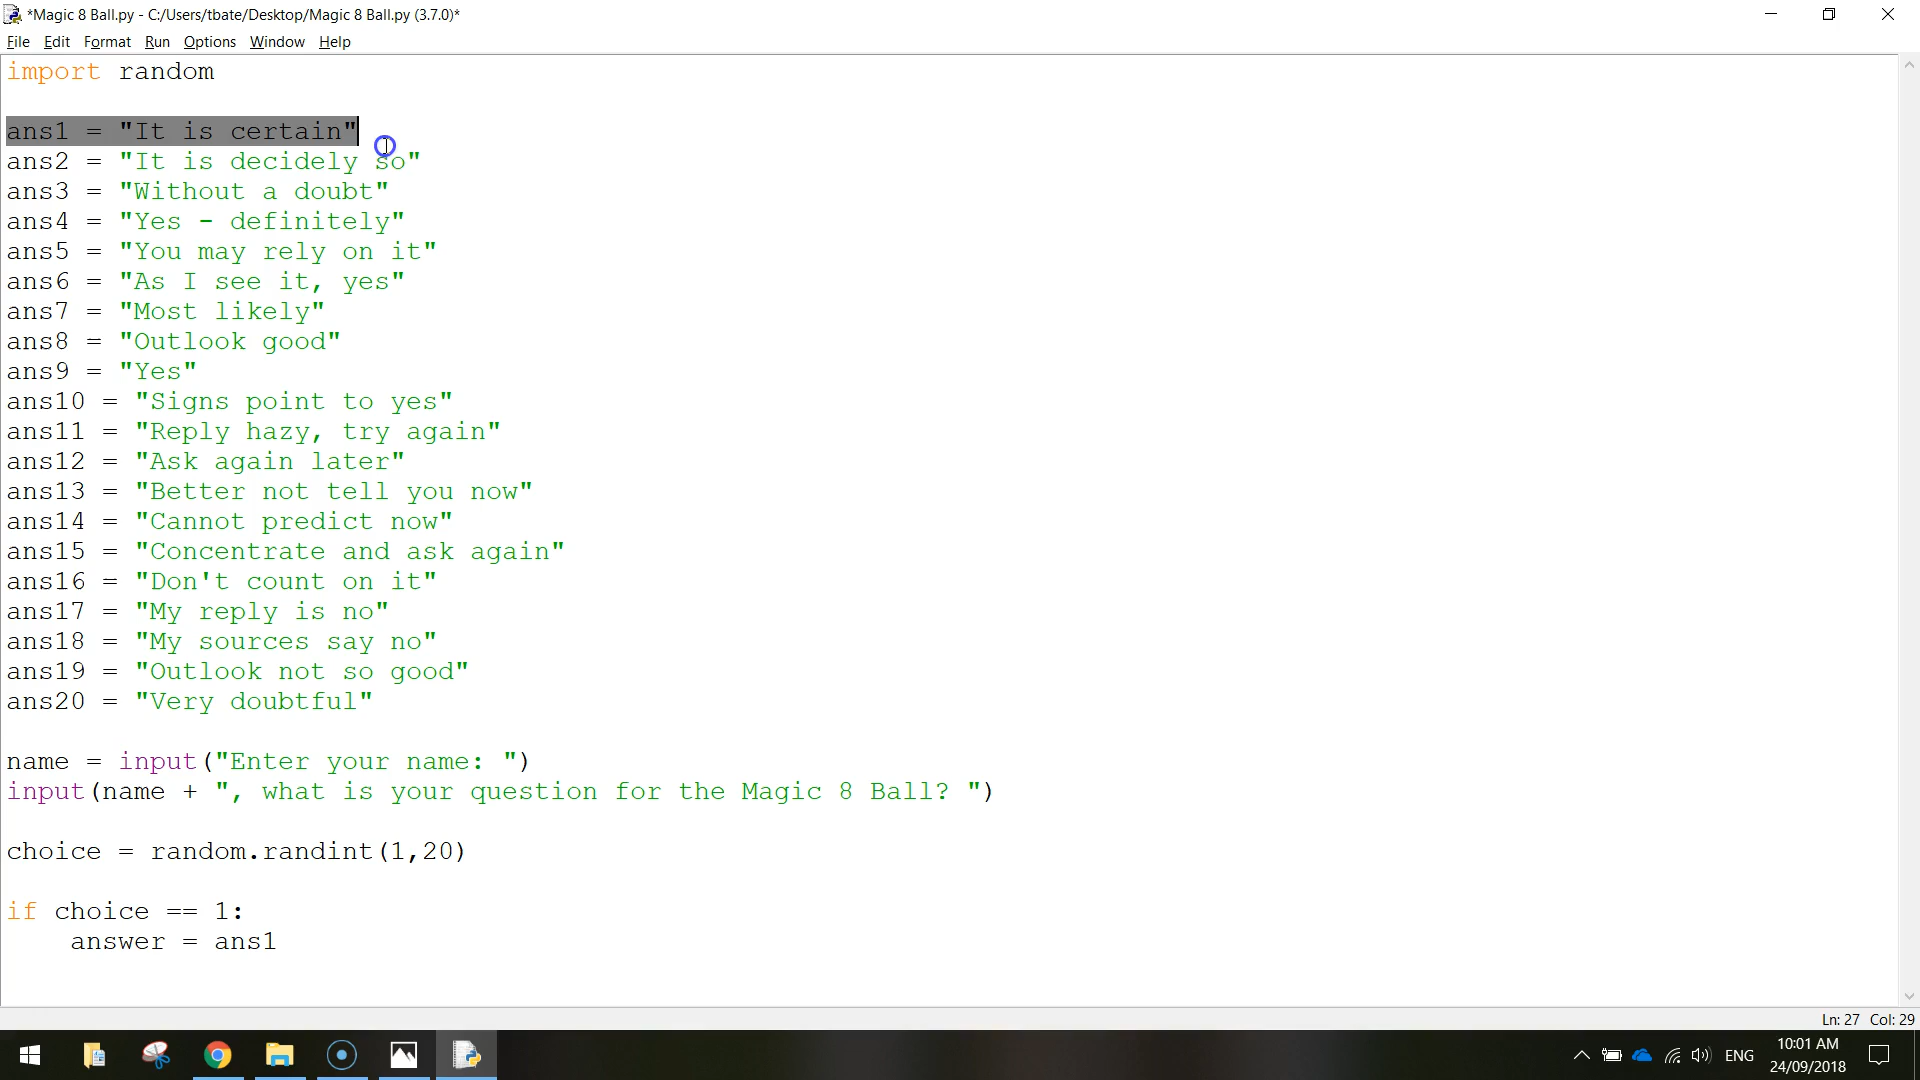 *Magic 8 Ball.py - C:/Users/tbate/Desktop/Magic 8 Ball.py (3.7.0)*
File Edit Format Run Options Window Help
import random
ans1 = "It is certain"
ans2 = "It is decidely so"
ans3 = "Without a doubt"
ans4 = "Yes - definitely"
ans5 = "You may rely on it"
ans6 = "As I see it, yes"
ans7 = "Most likely"
ans8 = "Outlook good"
ans9 = "Yes"
ans10 = "Signs point to yes"
ans11 = "Reply hazy, try again"
ans12 = "Ask again later"
ans13 = "Better not tell you now"
ans14 = "Cannot predict now"
ans15 = "Concentrate and ask again"
ans16 = "Don't count on it"
ans17 = "My reply is no"
ans18 = "My sources say no"
ans19 = "Outlook not so good"
ans20 = "Very doubtful"
name = input("Enter your name: ")
input(name + ", what is your question for the Magic 8 Ball? ")
choice = random.randint(1,20)
if choice == 1:
    answer = ans1
Ln: 27 Col: 29
ENG
10:01 AM
24/09/2018